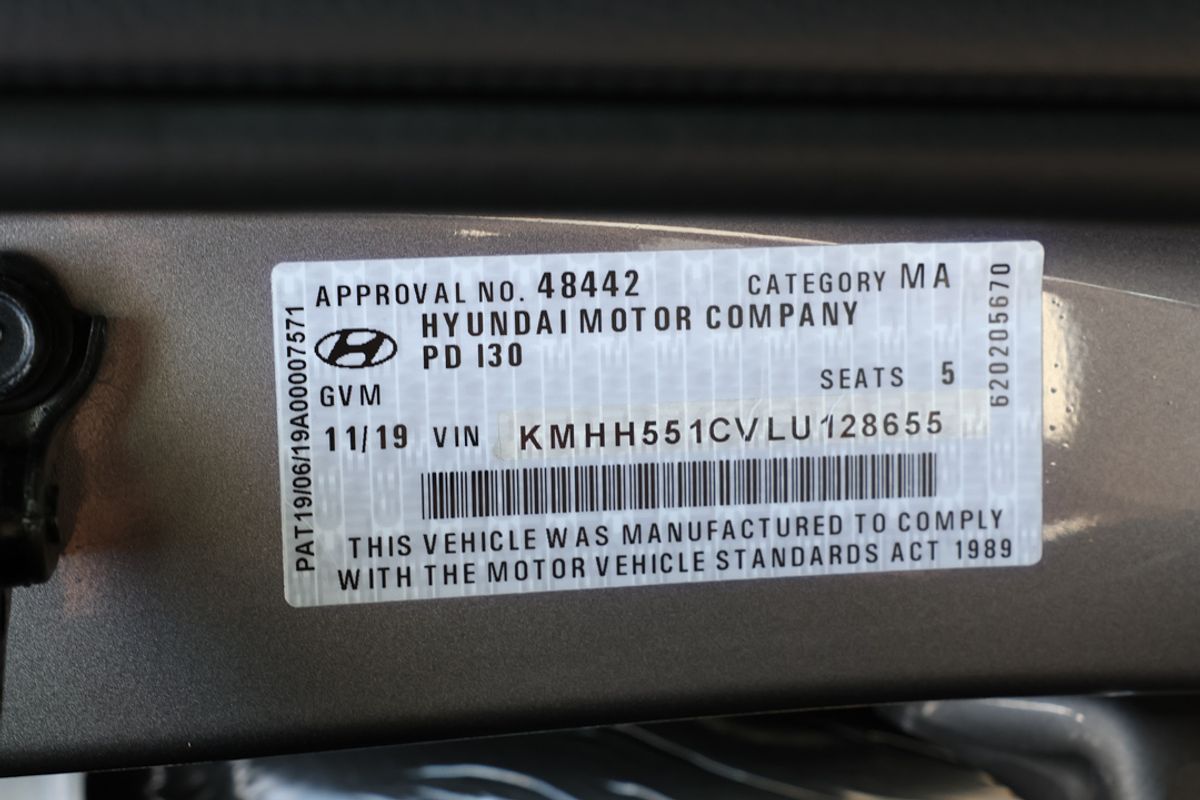 APPROVAL NO. 48442 CATEGORY MA
HYUNDAI MOTOR COMPANY
PD I30
GVM SEATS 5
11/19 VIN KMHH551CVLU128655
THIS VEHICLE WAS MANUFACTURED TO COMPLY
WITH THE MOTOR VEHICLE STANDARDS ACT 1989
PAT19/06/19A00007571
620205670